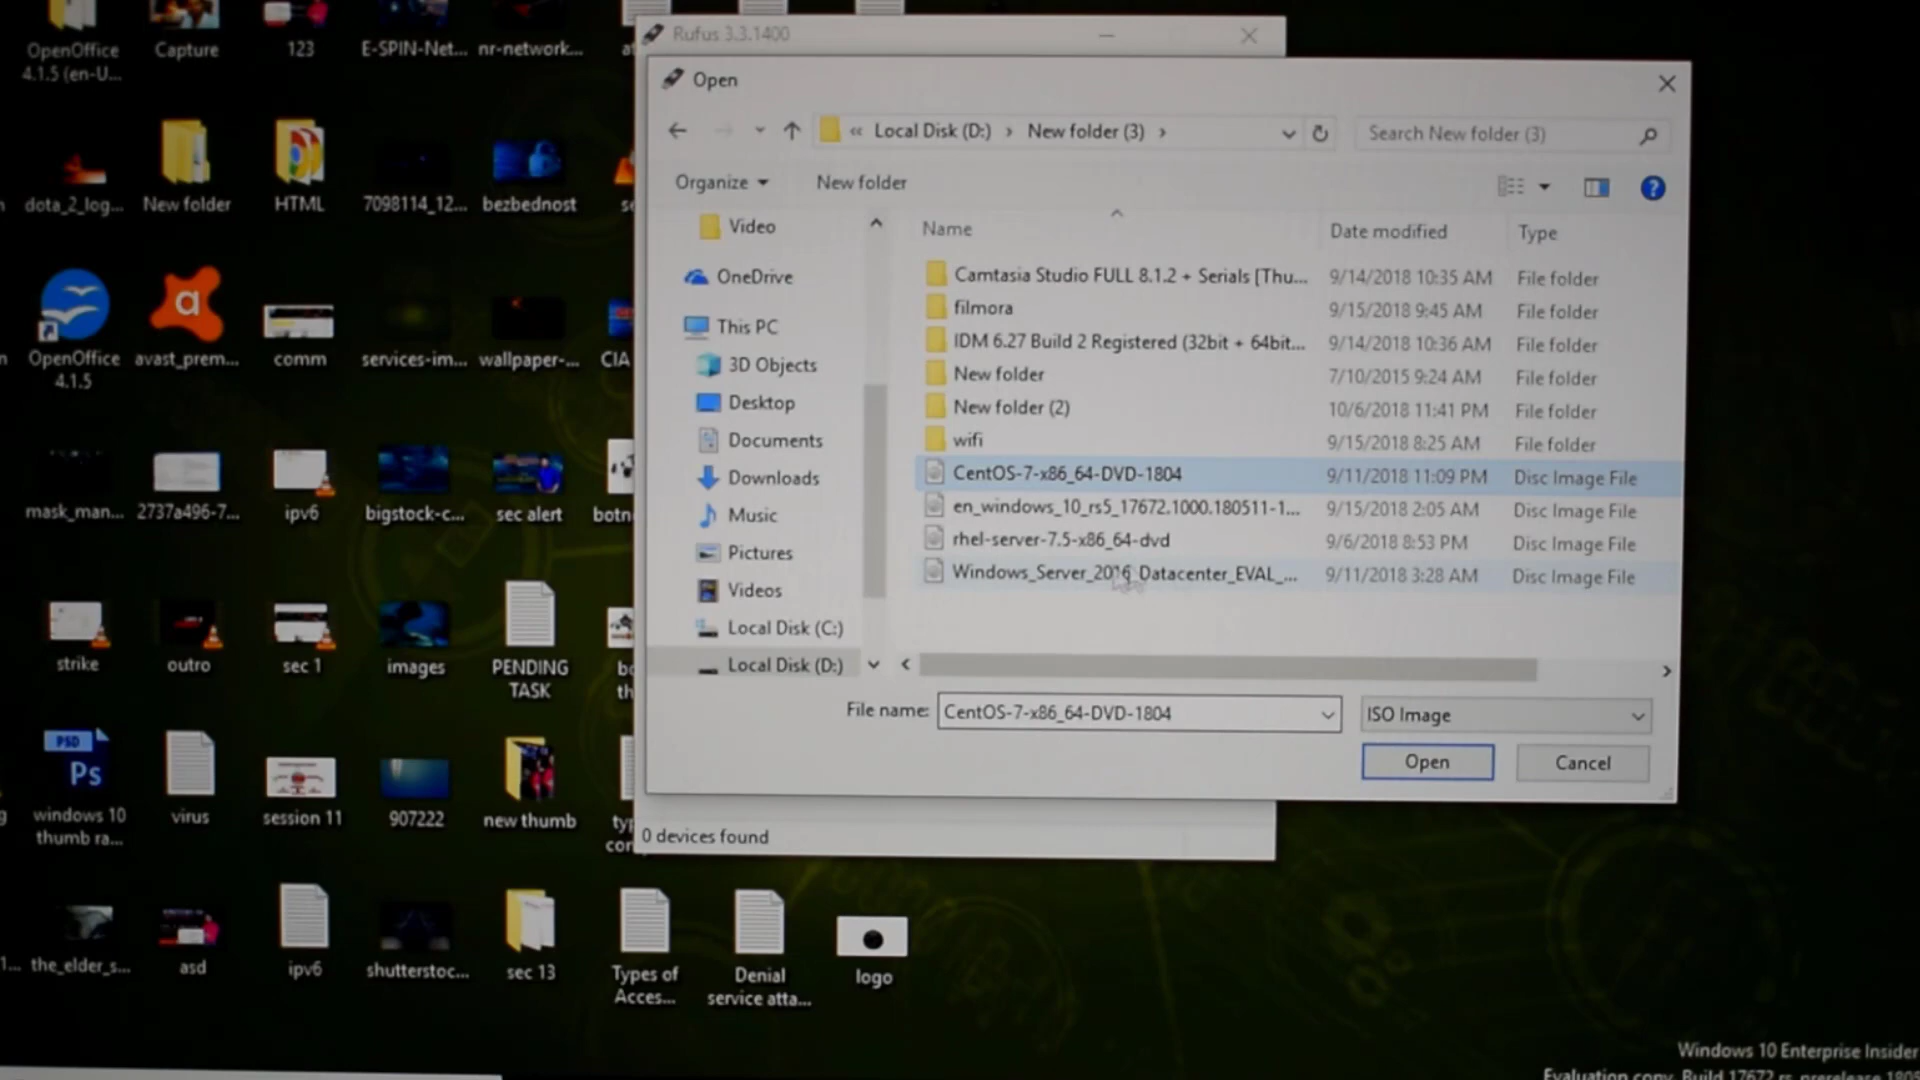 OpenOffice
4.1.5 (en-U...
Capture
123
E-SPIN-Net...
nr-network...
dota_2_log...
New folder
HTML
7098114_12...
bezbednost
OpenOffice
4.1.5
avast_prem...
comm
services-im...
wallpaper-...
CIA
mask_man...
2737a496-7...
ipv6
bigstock-c...
sec alert
botn
strike
outro
sec 1
images
PENDING
TASK
PSD
Ps
windows 10
thumb ra...
virus
session 11
907222
new thumb
the_elder_s...
asd
ipv6
shutterstoc...
sec 13
Types of
Acces...
Denial
service atta...
logo
Rufus 3.3.1400
Open
« Local Disk (D:) › New folder (3) ›
Search New folder (3)
Organize
New folder
Video
OneDrive
This PC
3D Objects
Desktop
Documents
Downloads
Music
Pictures
Videos
Local Disk (C:)
Local Disk (D:)
Name Date modified Type
Camtasia Studio FULL 8.1.2 + Serials [Thu... 9/14/2018 10:35 AM File folder
filmora 9/15/2018 9:45 AM File folder
IDM 6.27 Build 2 Registered (32bit + 64bit... 9/14/2018 10:36 AM File folder
New folder 7/10/2015 9:24 AM File folder
New folder (2) 10/6/2018 11:41 PM File folder
wifi 9/15/2018 8:25 AM File folder
CentOS-7-x86_64-DVD-1804 9/11/2018 11:09 PM Disc Image File
en_windows_10_rs5_17672.1000.180511-1... 9/15/2018 2:05 AM Disc Image File
rhel-server-7.5-x86_64-dvd 9/6/2018 8:53 PM Disc Image File
Windows_Server_2016_Datacenter_EVAL_... 9/11/2018 3:28 AM Disc Image File
File name: CentOS-7-x86_64-DVD-1804
ISO Image
Open
Cancel
0 devices found
Windows 10 Enterprise Insider
Evaluation copy. Build 17672.rs_prerelease.1805